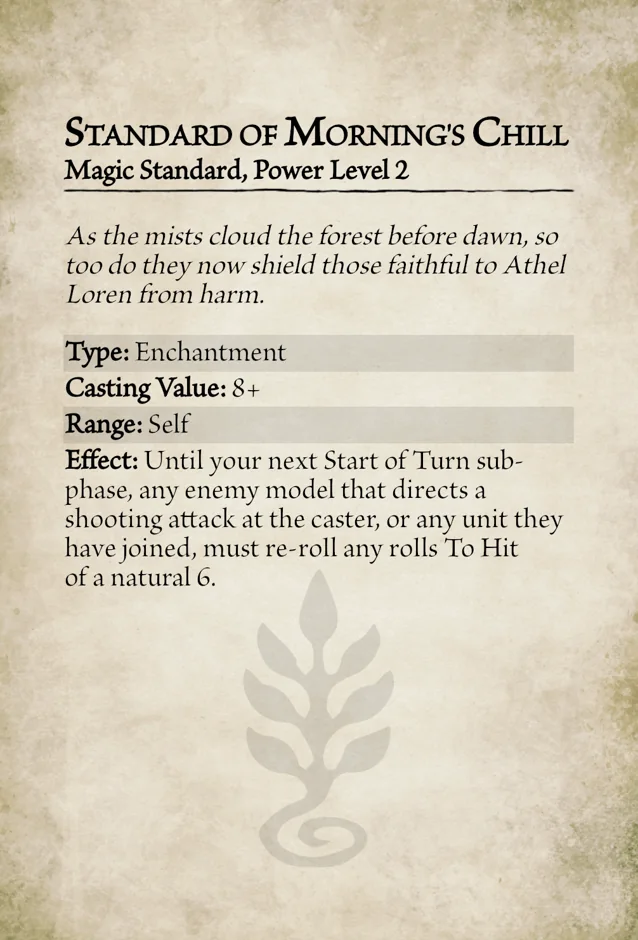 Standard of Morning's Chill
Magic Standard, Power Level 2
As the mists cloud the forest before dawn, so
too do they now shield those faithful to Athel
Loren from harm.
Type: Enchantment
Casting Value: 8+
Range: Self
Effect: Until your next Start of Turn sub-
phase, any enemy model that directs a
shooting attack at the caster, or any unit they
have joined, must re-roll any rolls To Hit
of a natural 6.